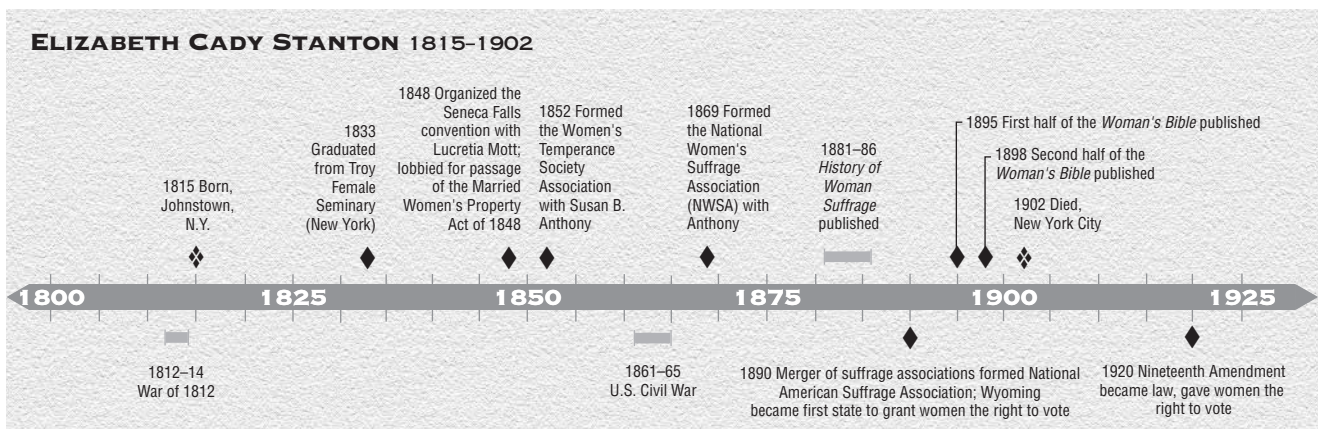 ELIZABETH CADY STANTON 1815–1902
1815 Born,
Johnstown,
N.Y.
1833
Graduated
from Troy
Female
Seminary
(New York)
1848 Organized the
Seneca Falls
convention with
Lucretia Mott;
lobbied for passage
of the Married
Women's Property
Act of 1848
1852 Formed
the Women's
Temperance
Society
Association
with Susan B.
Anthony
1869 Formed
the National
Women's
Suffrage
Association
(NWSA) with
Anthony
1881–86
History of
Woman
Suffrage
published
1895 First half of the Woman's Bible published
1898 Second half of the
Woman's Bible published
1902 Died,
New York City
1800 1825 1850 1875 1900 1925
1812–14
War of 1812
1861–65
U.S. Civil War
1890 Merger of suffrage associations formed National
American Suffrage Association; Wyoming
became first state to grant women the right to vote
1920 Nineteenth Amendment
became law, gave women the
right to vote